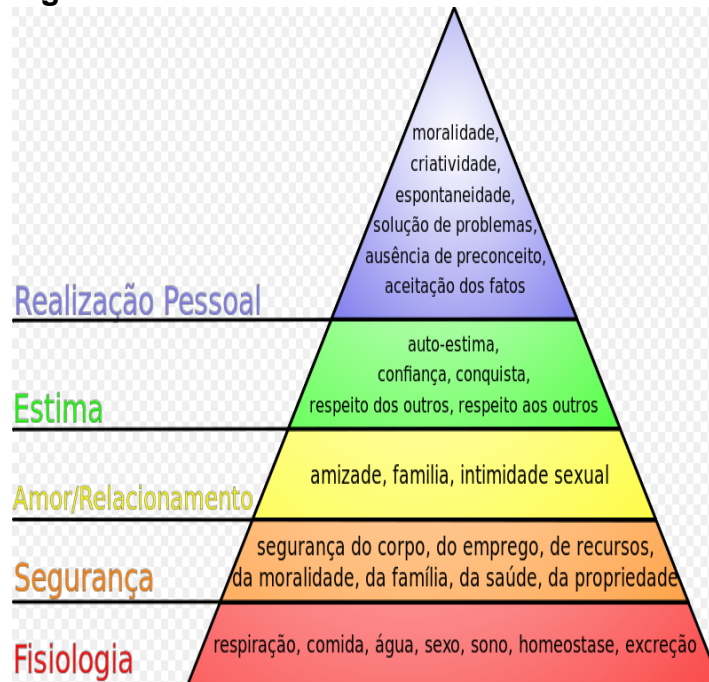 moralidade,
criatividade,
espontaneidade,
solução de problemas,
ausência de preconceito,
aceitação dos fatos
Realização Pessoal
auto-estima,
confiança, conquista,
respeito dos outros, respeito aos outros
Estima
amizade, familia, intimidade sexual
Amor/Relacionamento
segurança do corpo, do emprego, de recursos,
da moralidade, da família, da saúde, da propriedade
Segurança
respiração, comida, água, sexo, sono, homeostase, excreção
Fisiologia